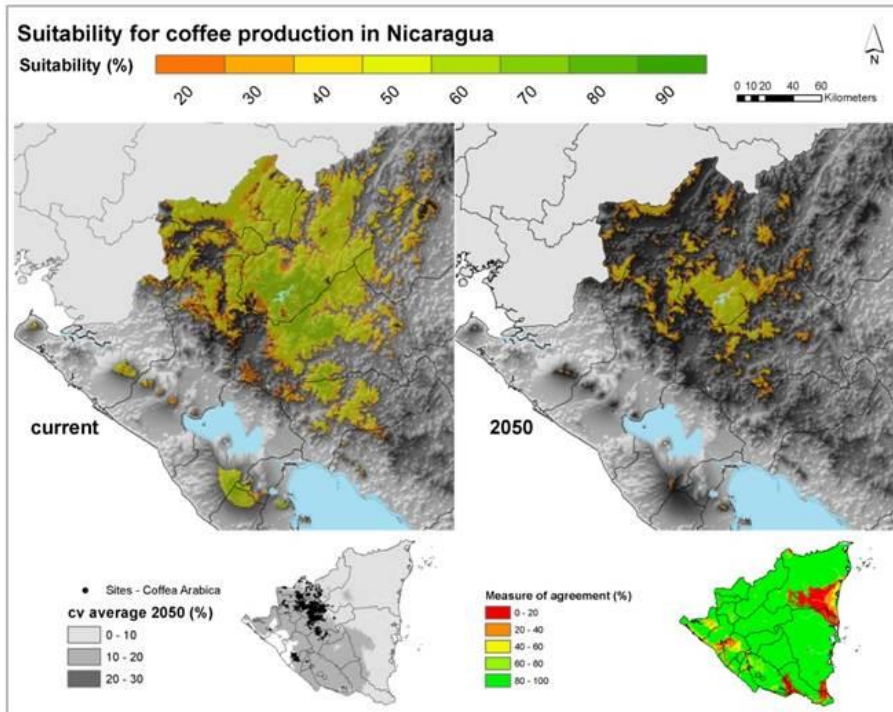 Suitability for coffee production in Nicaragua
N
Suitability (%)
20 30 40 50 60 70 80 90
0 10 20 40 60
Kilometers
current
2050
Sites - Coffea Arabica
cv average 2050 (%)
0 - 10
10 - 20
20 - 30
Measure of agreement (%)
0 - 20
20 - 40
40 - 60
60 - 80
80 - 100